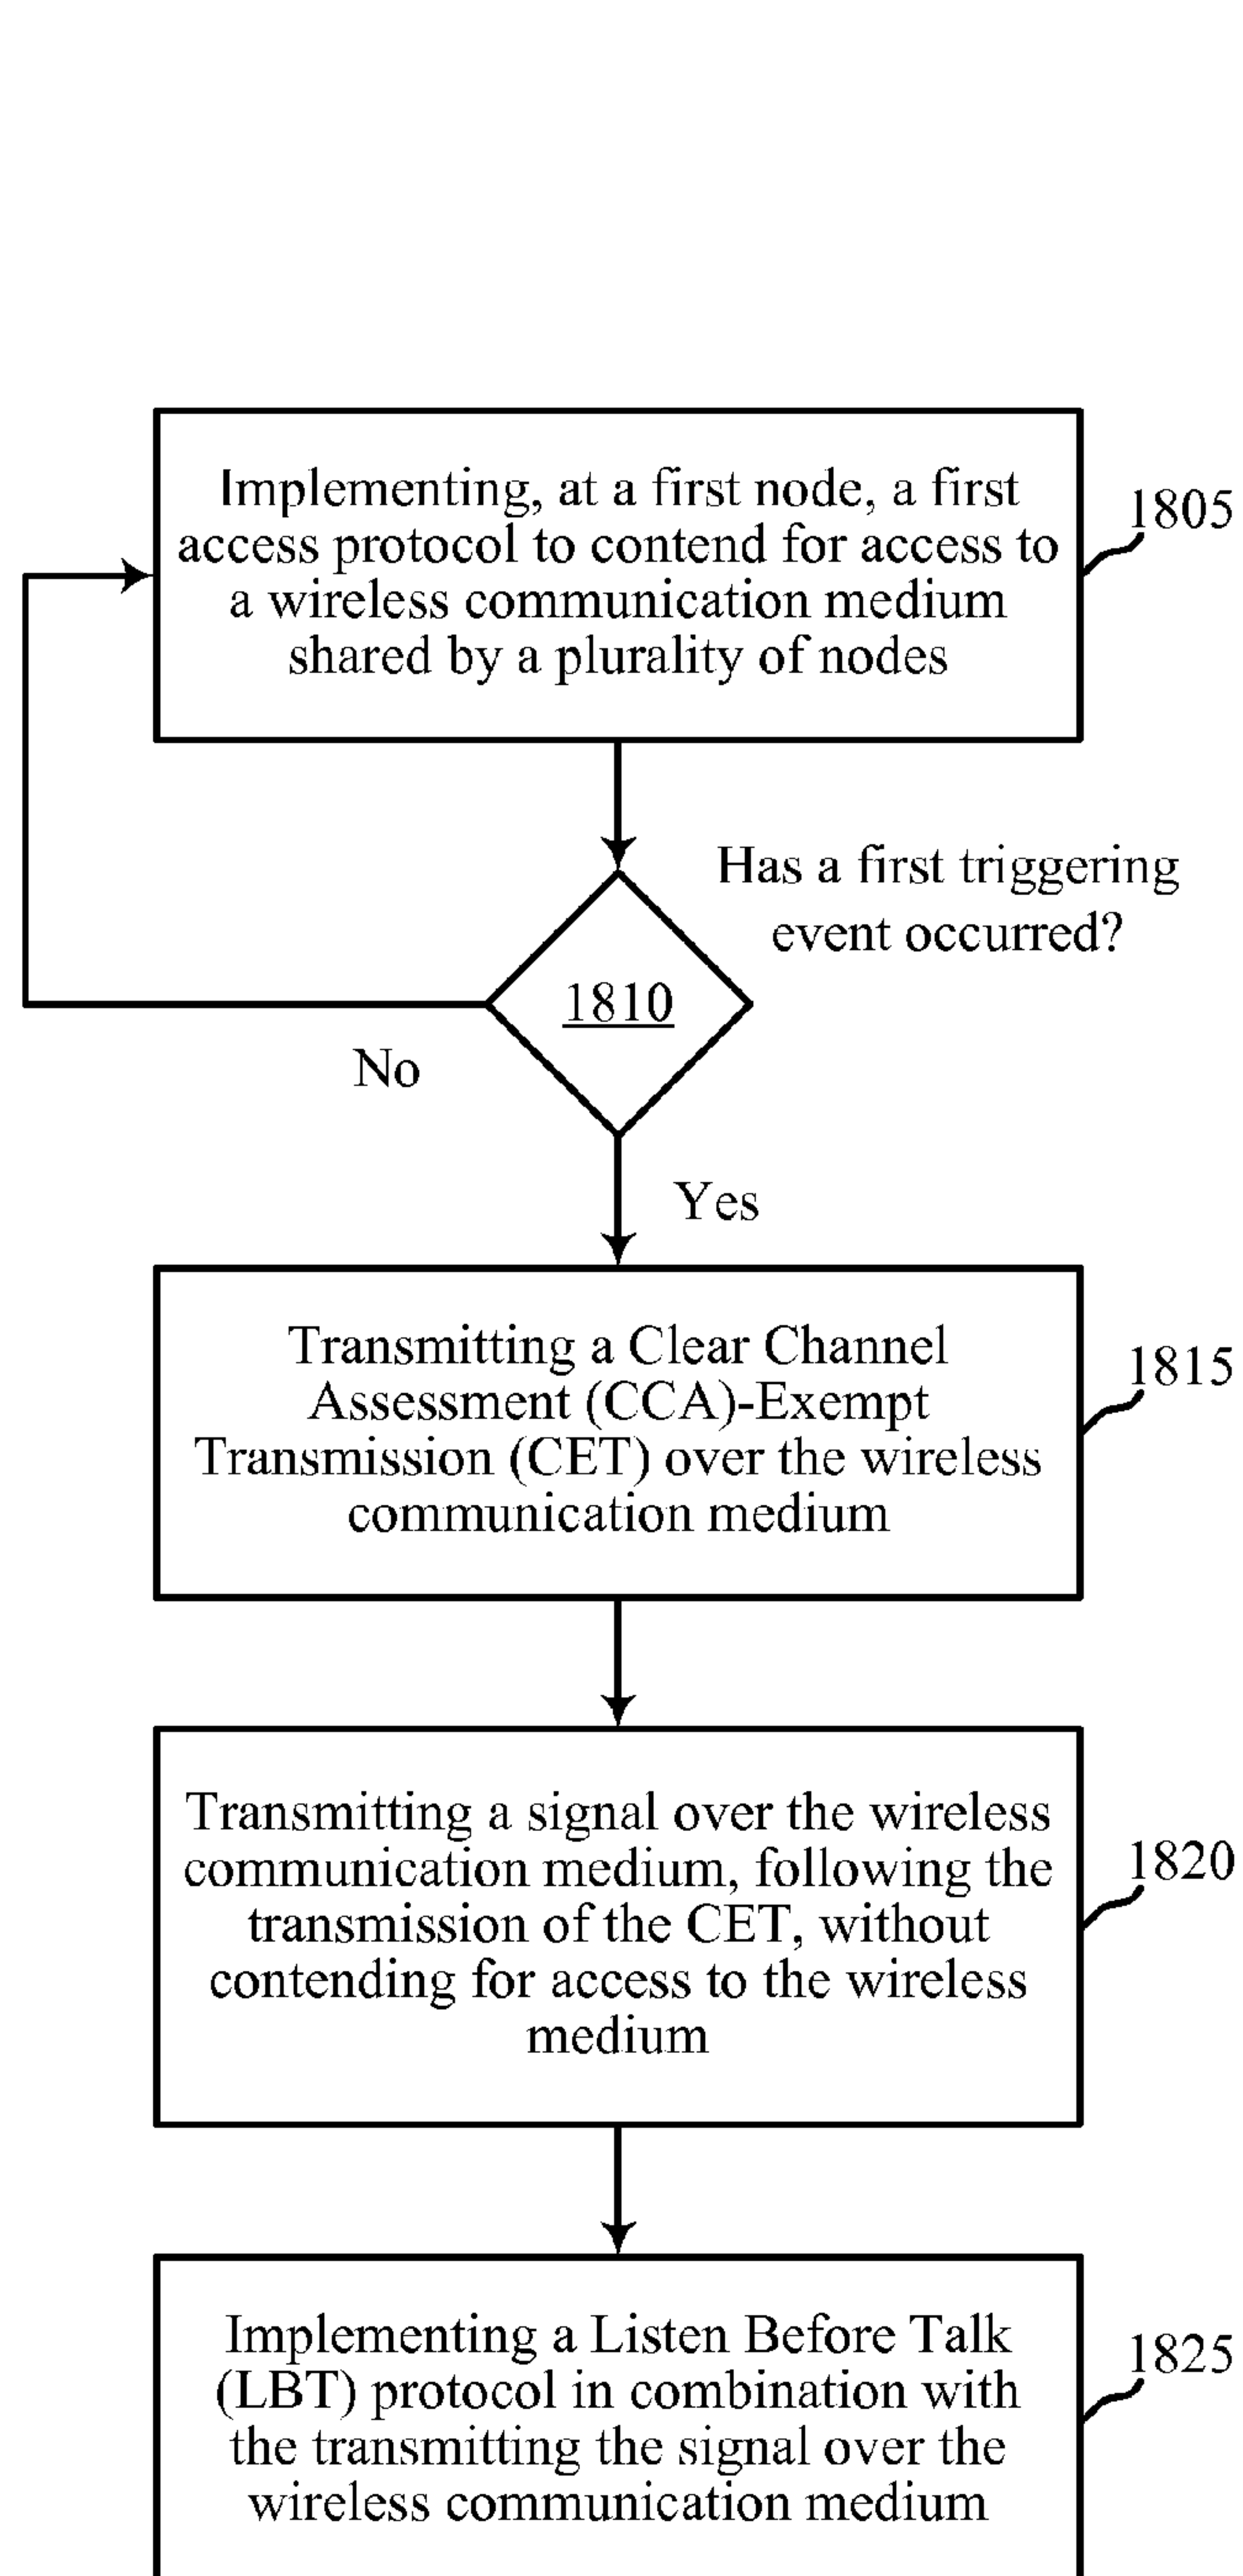 Implementing, at a first node, a first
access protocol to contend for access to
a wireless communication medium
shared by a plurality of nodes
1805
Has a first triggering
event occurred?
1810
No
Yes
Transmitting a Clear Channel
Assessment (CCA)-Exempt
Transmission (CET) over the wireless
communication medium
1815
Transmitting a signal over the wireless
communication medium, following the
transmission of the CET, without
contending for access to the wireless
medium
1820
Implementing a Listen Before Talk
(LBT) protocol in combination with
the transmitting the signal over the
wireless communication medium
1825